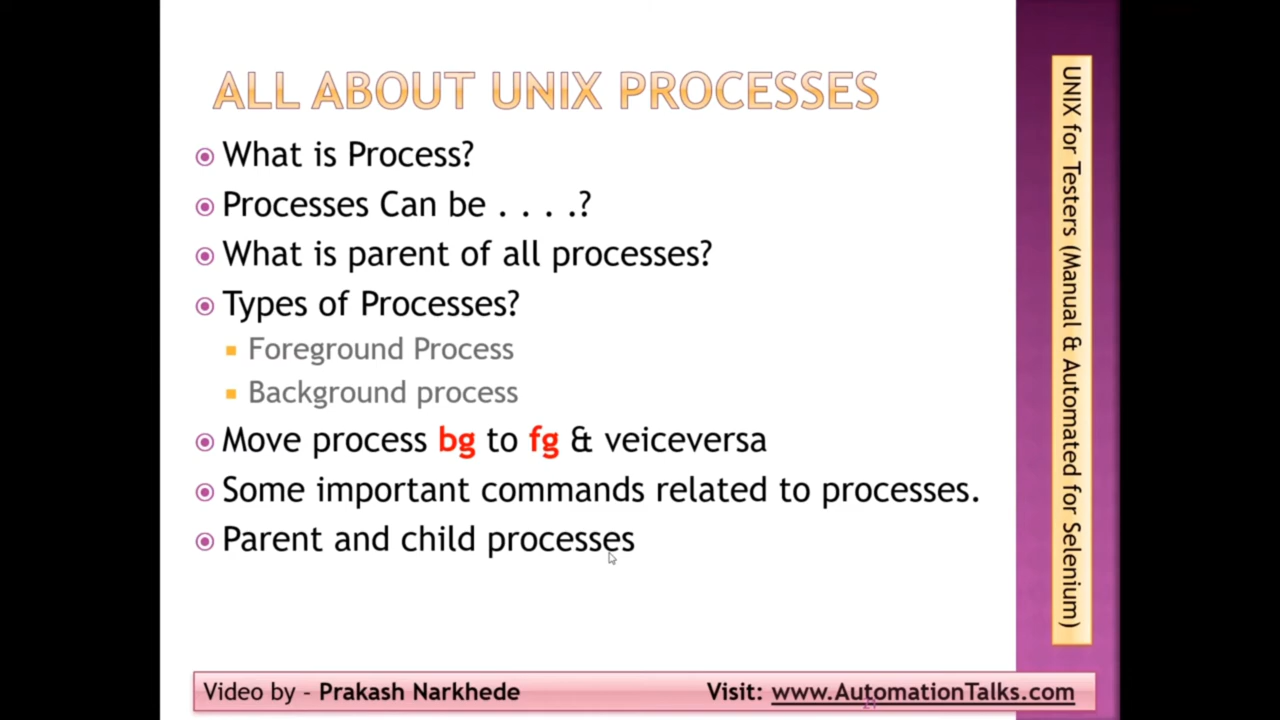 ALL ABOUT UNIX PROCESSES
What is Process?
Processes Can be . . . .?
What is parent of all processes?
Types of Processes?
Foreground Process
Background process
Move process bg to fg & veiceversa
Some important commands related to processes.
Parent and child processes
UNIX for Testers (Manual & Automated for Selenium)
Video by - Prakash Narkhede
Visit: www.AutomationTalks.com